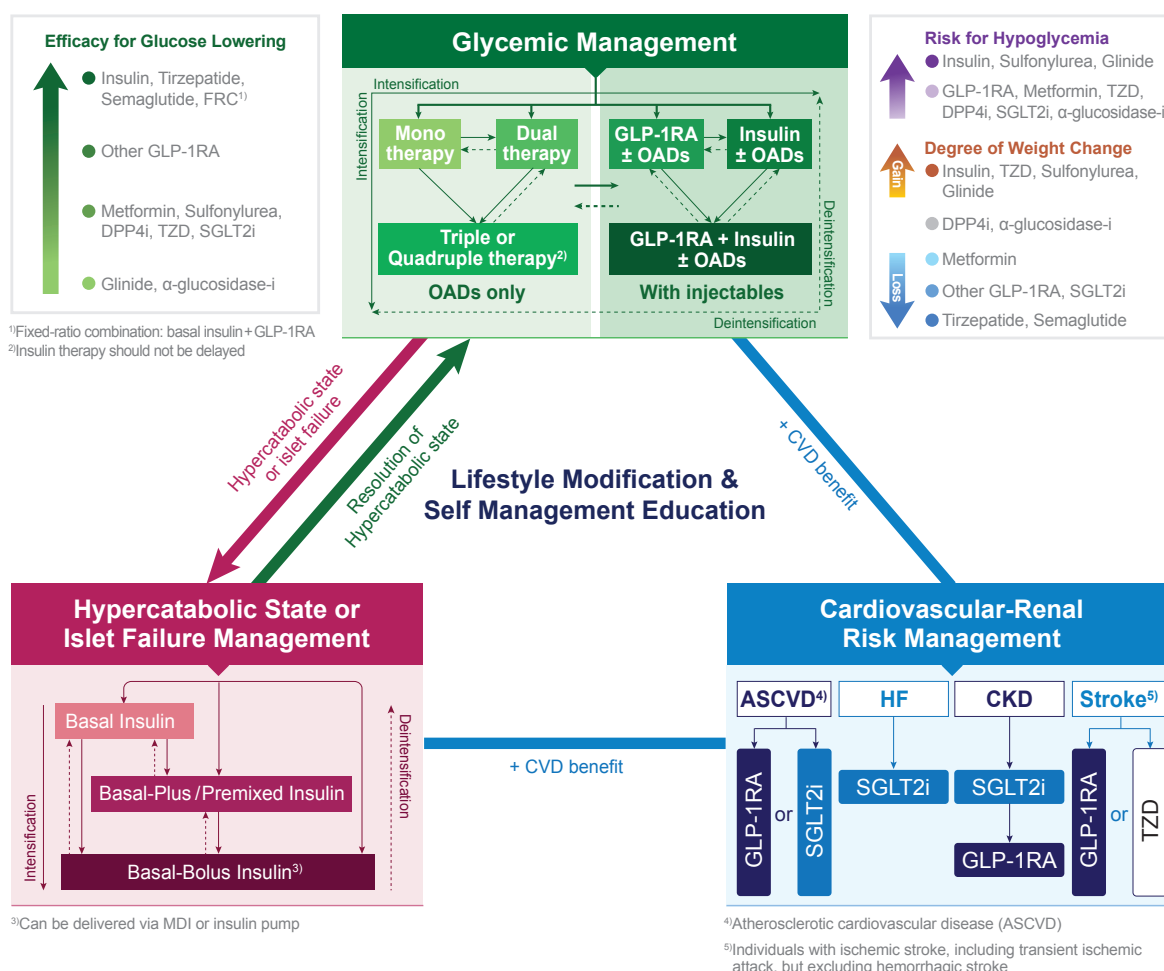 Efficacy for Glucose Lowering
Insulin, Tirzepatide,
Semaglutide, FRC1)
Other GLP-1RA
Metformin, Sulfonylurea,
DPP4i, TZD, SGLT2i
Glinide, α-glucosidase-i
1)Fixed-ratio combination: basal insulin+GLP-1RA
2)Insulin therapy should not be delayed
Glycemic Management
Intensification
Intensification
Mono
therapy
Dual
therapy
GLP-1RA
± OADs
Insulin
± OADs
Triple or
Quadruple therapy2)
GLP-1RA + Insulin
± OADs
OADs only
With injectables
Deintensification
Deintensification
Risk for Hypoglycemia
Insulin, Sulfonylurea, Glinide
GLP-1RA, Metformin, TZD,
DPP4i, SGLT2i, α-glucosidase-i
Degree of Weight Change
Gain
Insulin, TZD, Sulfonylurea,
Glinide
DPP4i, α-glucosidase-i
Loss
Metformin
Other GLP-1RA, SGLT2i
Tirzepatide, Semaglutide
Hypercatabolic state
or islet failure
Resolution of
Hypercatabolic state
Lifestyle Modification &
Self Management Education
+ CVD benefit
Hypercatabolic State or
Islet Failure Management
Intensification
Basal Insulin
Basal-Plus/Premixed Insulin
Basal-Bolus Insulin3)
Deintensification
3)Can be delivered via MDI or insulin pump
+ CVD benefit
Cardiovascular-Renal
Risk Management
ASCVD4)
HF
CKD
Stroke5)
GLP-1RA
or
SGLT2i
SGLT2i
SGLT2i
GLP-1RA
GLP-1RA
or
TZD
4)Atherosclerotic cardiovascular disease (ASCVD)
5)Individuals with ischemic stroke, including transient ischemic
attack, but excluding hemorrhagic stroke